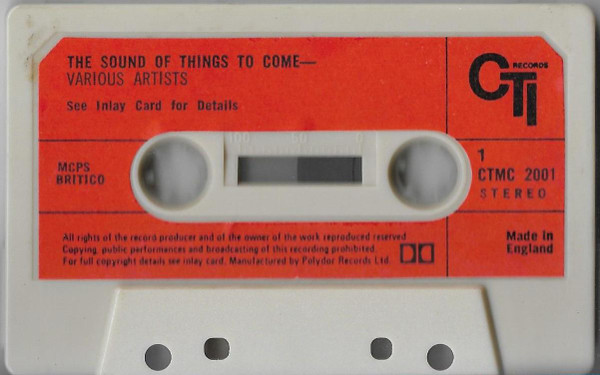 THE SOUND OF THINGS TO COME—
VARIOUS ARTISTS
See Inlay Card for Details
CTI RECORDS
100 50 0
MCPS
BRITICO
1
CTMC 2001
STEREO
All rights of the record producer and of the owner of the work reproduced reserved
Copying, public performances and broadcasting of this recording prohibited.
For full copyright details see inlay card. Manufactured by Polydor Records Ltd.
Made in
England